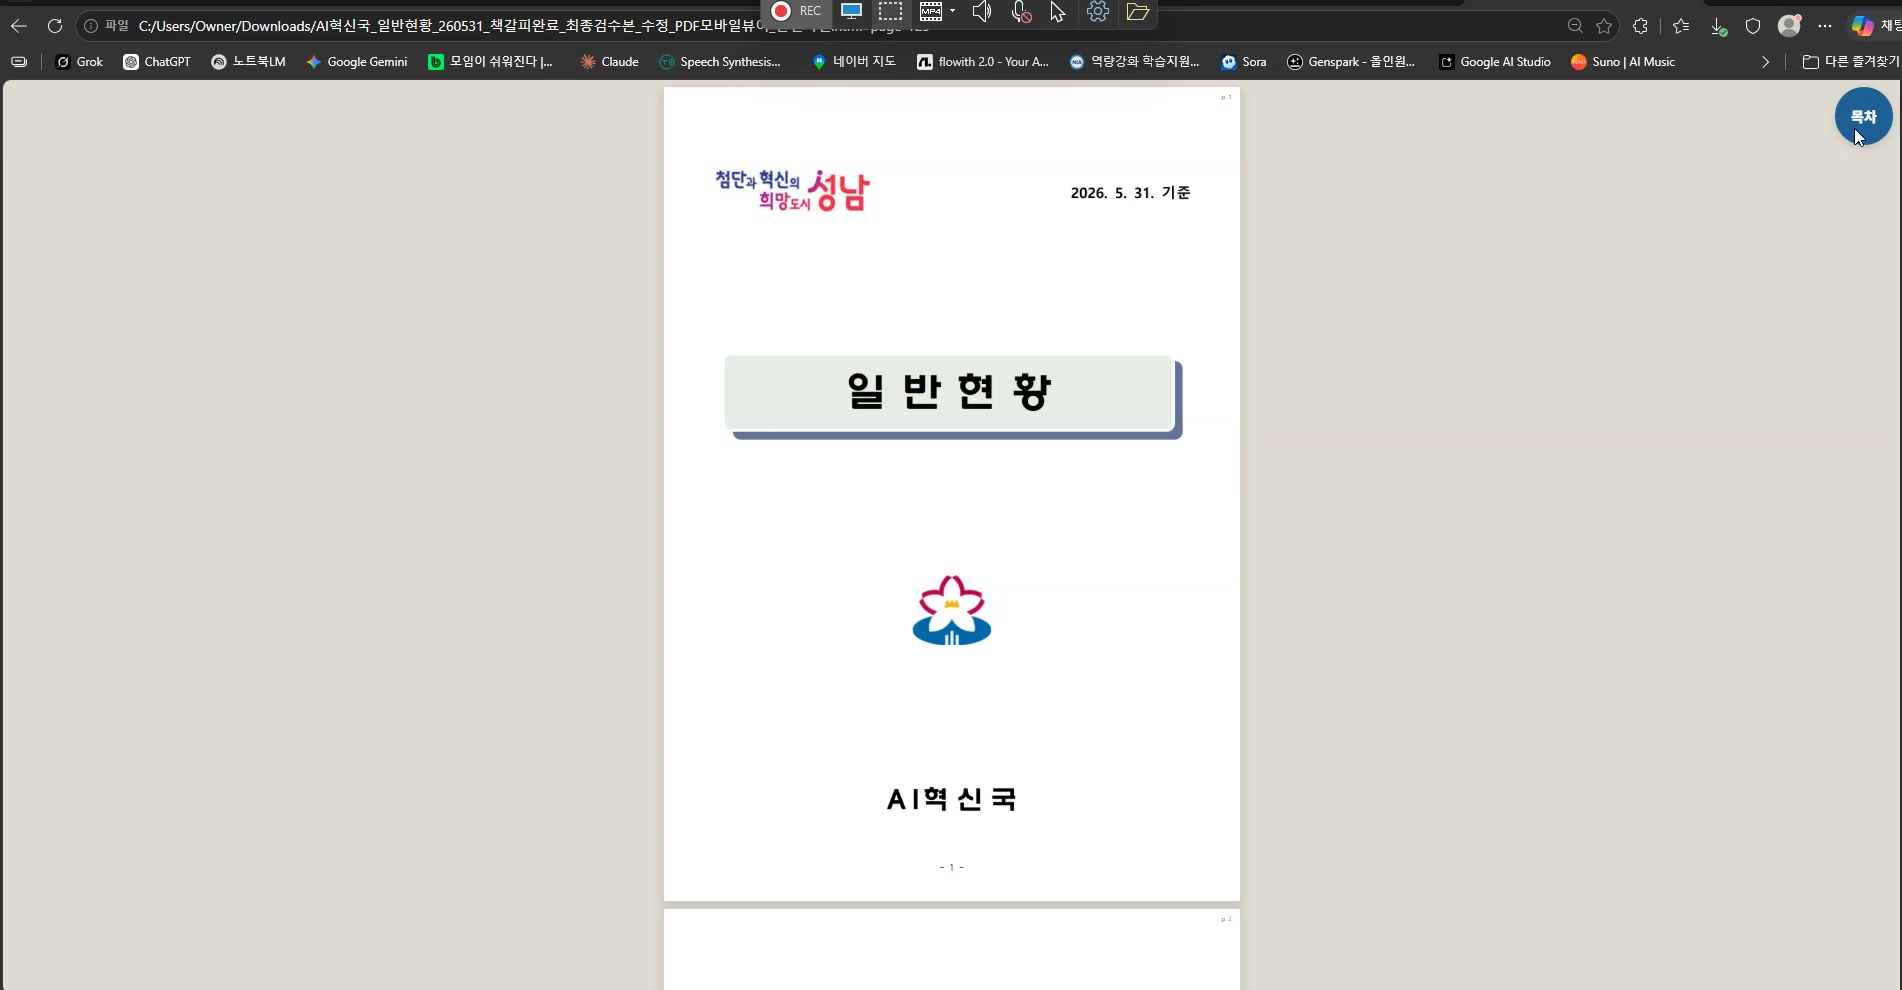 REC
MP4
파일 C:/Users/Owner/Downloads/AI혁신국_일반현황_260531_책갈피완료_최종검수본_수정_PDF모바일뷰어
채팅
Grok
ChatGPT
노트북LM
Google Gemini
모임이 쉬워진다 |...
Claude
Speech Synthesis...
네이버 지도
flowith 2.0 - Your A...
역량강화 학습지원...
Sora
Genspark - 올인원...
Google AI Studio
Suno | AI Music
다른 즐겨찾기
목차
p. 1
첨단과 혁신의
희망도시 성남
2026. 5. 31. 기준
일반현황
AI혁신국
- 1 -
p. 2